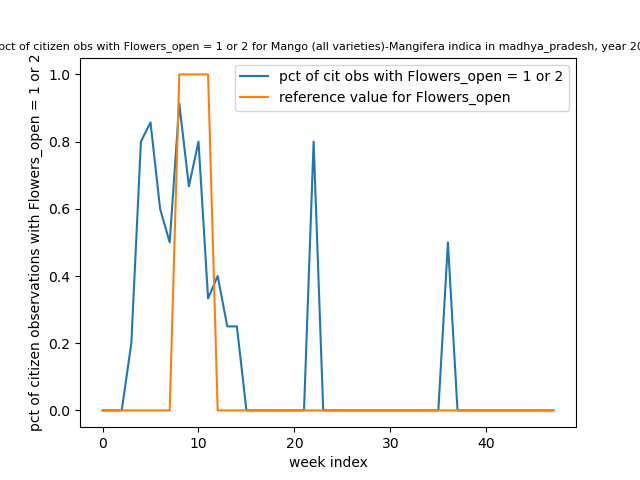 pct of citizen obs with Flowers_open = 1 or 2 for Mango (all varieties)-Mangifera indica in madhya_pradesh, year 20
pct of cit obs with Flowers_open = 1 or 2
reference value for Flowers_open
pct of citizen observations with Flowers_open = 1 or 2
1.0
0.8
0.6
0.4
0.2
0.0
0 10 20 30 40
week index